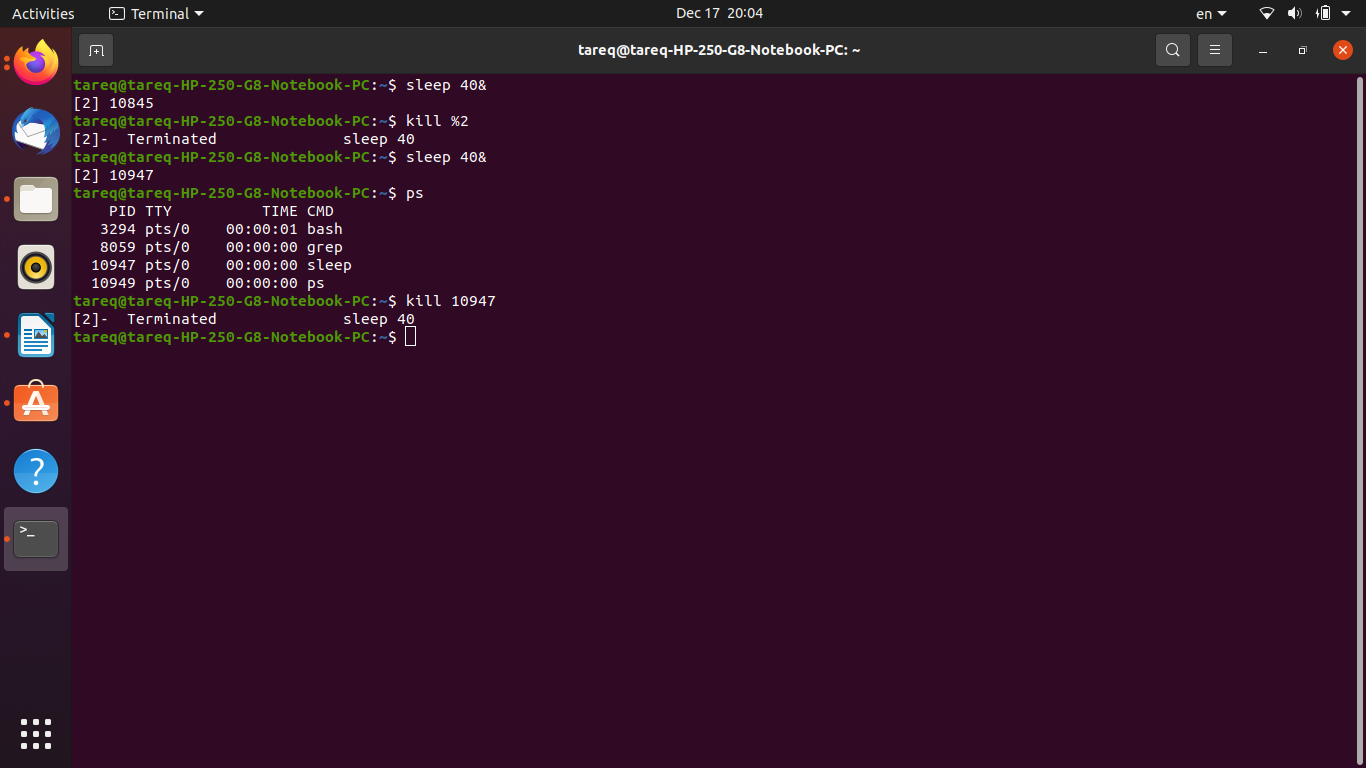 Activities Terminal Dec 17 20:04 en
tareq@tareq-HP-250-G8-Notebook-PC: ~
tareq@tareq-HP-250-G8-Notebook-PC:~$ sleep 40&
[2] 10845
tareq@tareq-HP-250-G8-Notebook-PC:~$ kill %2
[2]-  Terminated              sleep 40
tareq@tareq-HP-250-G8-Notebook-PC:~$ sleep 40&
[2] 10947
tareq@tareq-HP-250-G8-Notebook-PC:~$ ps
    PID TTY          TIME CMD
   3294 pts/0    00:00:01 bash
   8059 pts/0    00:00:00 grep
  10947 pts/0    00:00:00 sleep
  10949 pts/0    00:00:00 ps
tareq@tareq-HP-250-G8-Notebook-PC:~$ kill 10947
[2]-  Terminated              sleep 40
tareq@tareq-HP-250-G8-Notebook-PC:~$